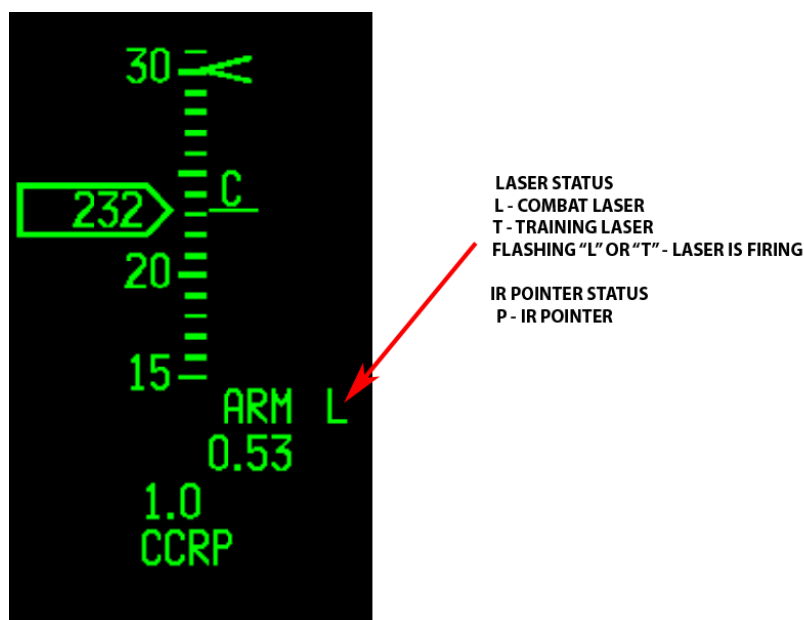 30
C
232
20
15
ARM L
0.53
1.0
CCRP
LASER STATUS
L - COMBAT LASER
T - TRAINING LASER
FLASHING “L” OR “T” - LASER IS FIRING
IR POINTER STATUS
P - IR POINTER